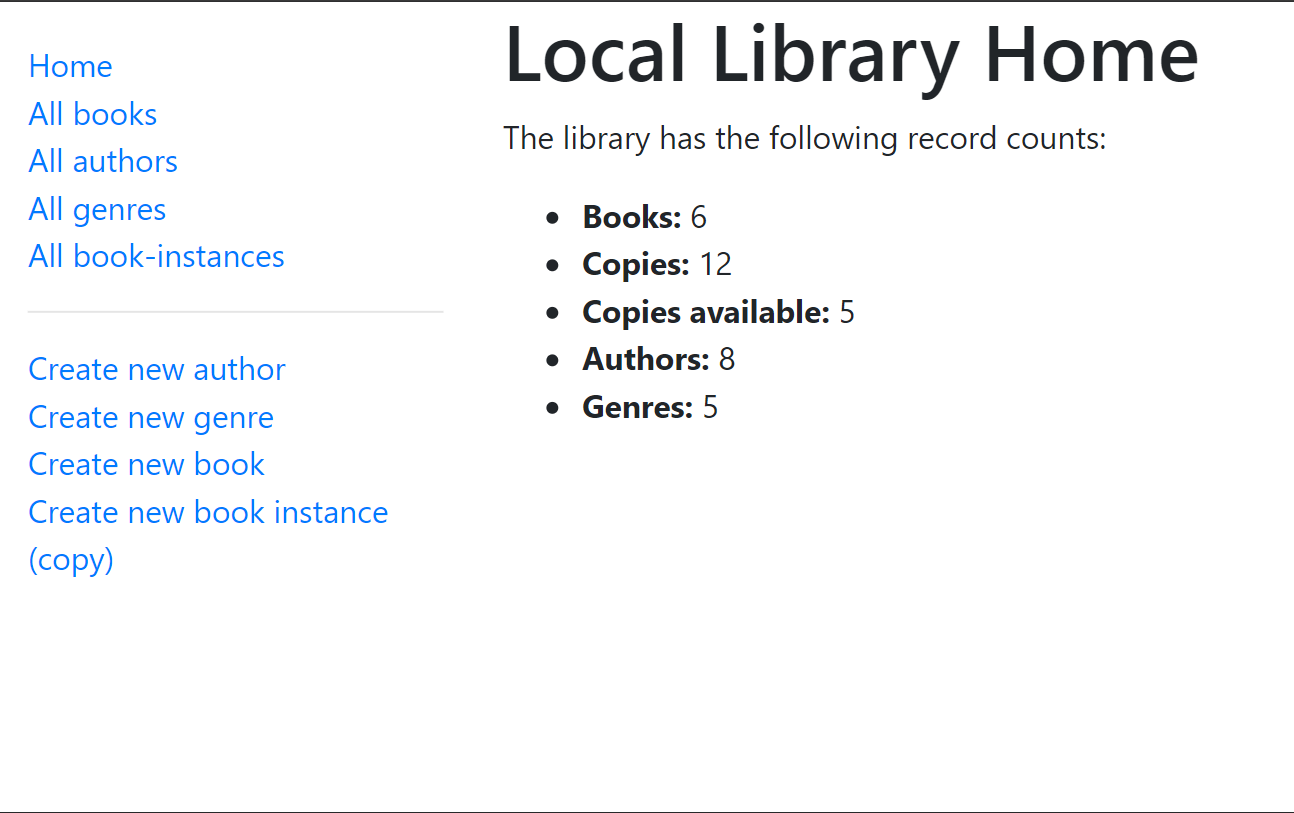 Home
All books
All authors
All genres
All book-instances
Create new author
Create new genre
Create new book
Create new book instance
(copy)
Local Library Home
The library has the following record counts:
Books: 6
Copies: 12
Copies available: 5
Authors: 8
Genres: 5